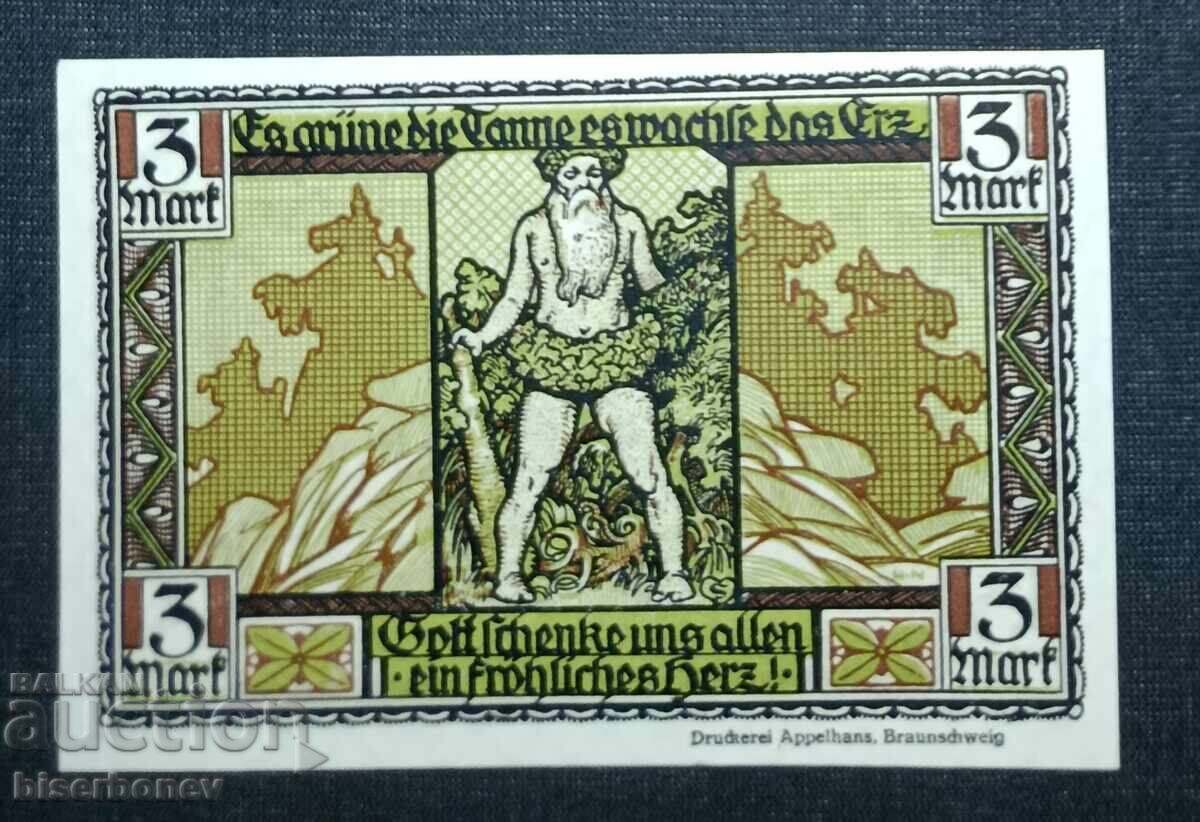 3 Mark
Es grüne die Tanne es wachse das Erz,
3 Mark
H-N
3 Mark
Gott schenke uns allen
· ein fröhliches Herz! ·
3 Mark
Druckerei Appelhans, Braunschweig
BALKAN
auction
biserbonev